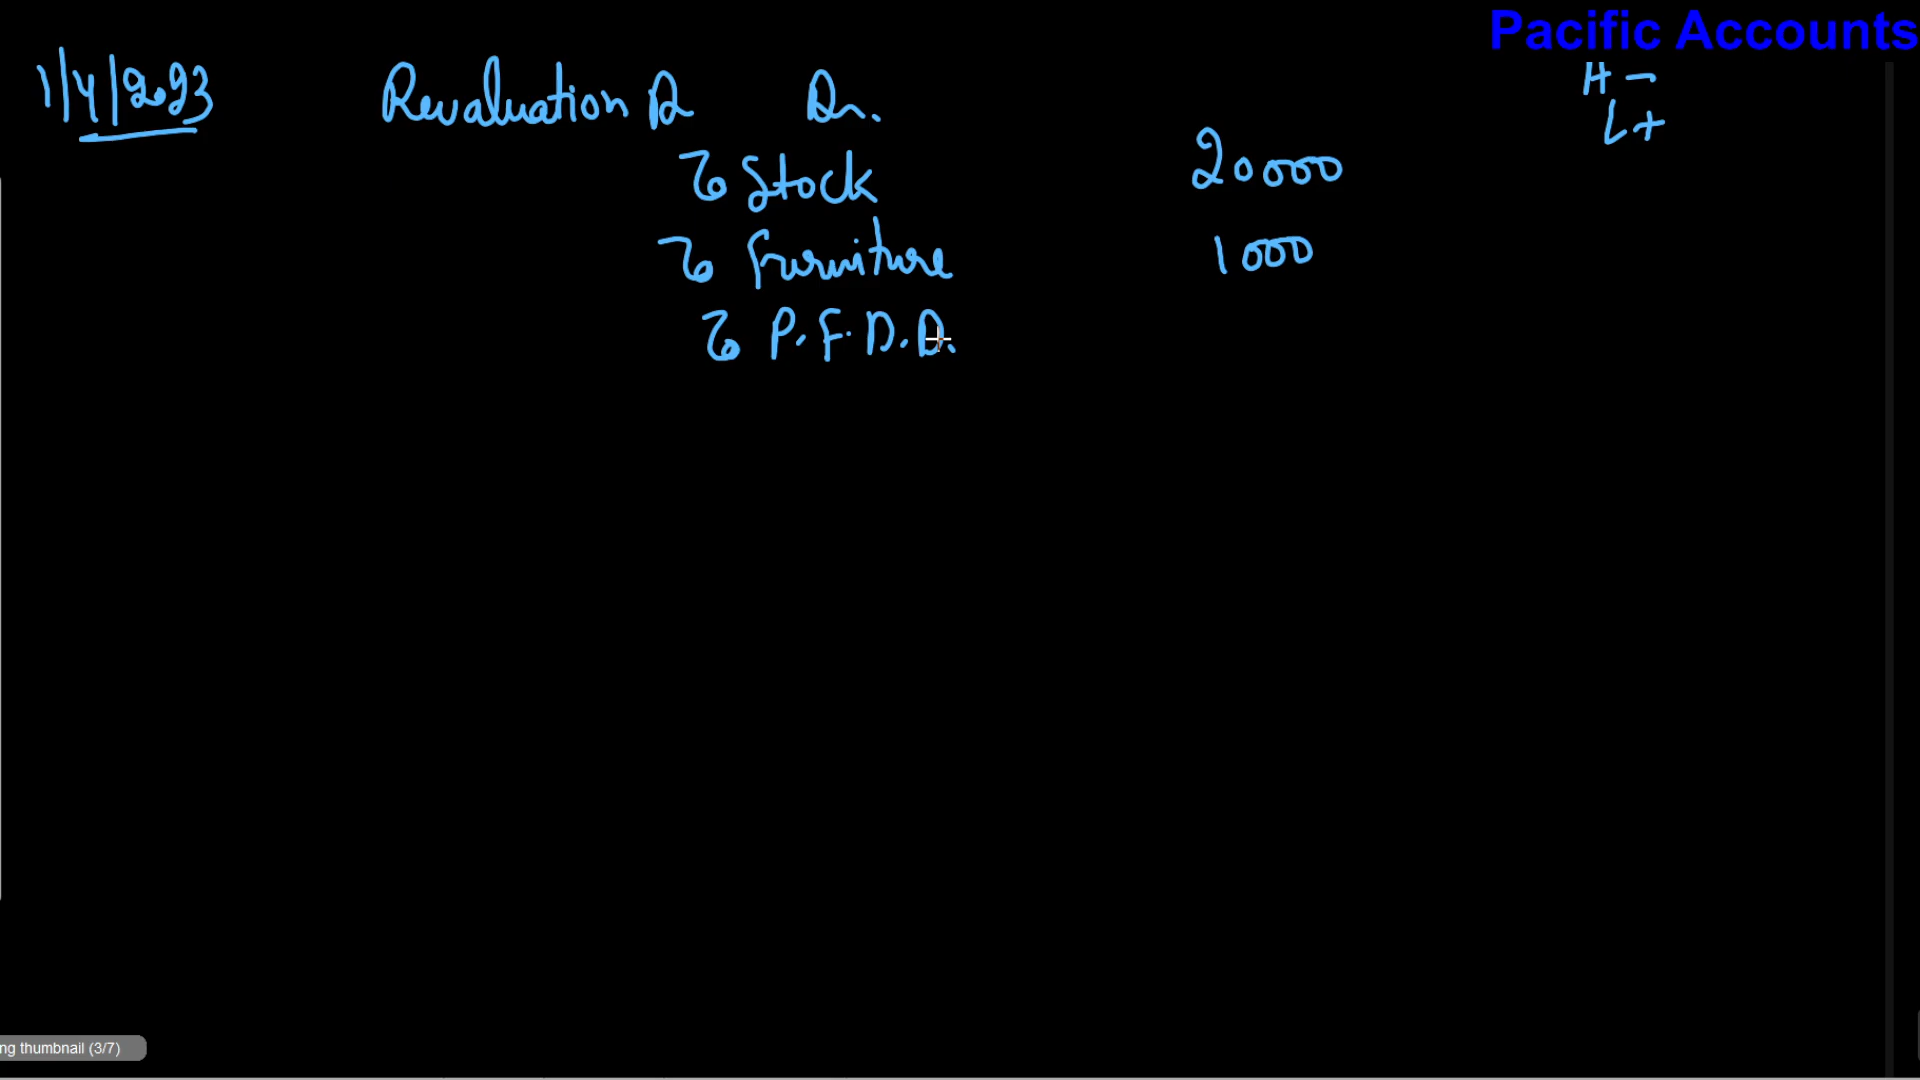 Pacific Accounts
1/4/2023 Revaluation A Dr.
A -
L +
To Stock 20000
To Furniture 1000
To P.F.D.D.
ng thumbnail (3/7)